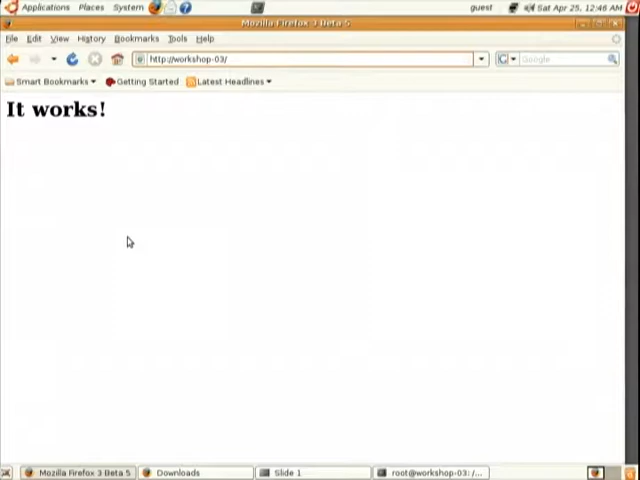 Applications Places System guest Sat Apr 25, 12:46 AM
Mozilla Firefox 3 Beta 5
File Edit View History Bookmarks Tools Help
http://workshop-03/ Google
Smart Bookmarks Getting Started Latest Headlines
It works!
Mozilla Firefox 3 Beta 5 Downloads Slide 1 root@workshop-03: /...